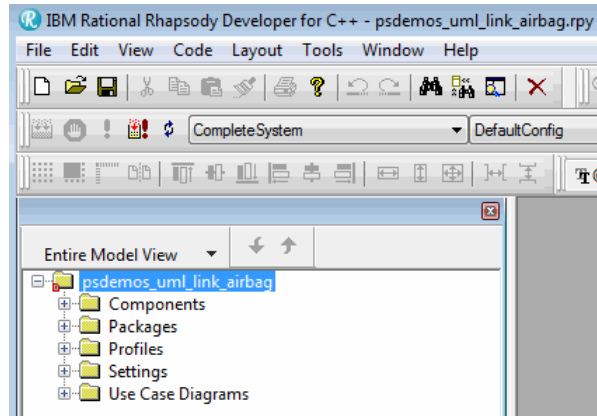 IBM Rational Rhapsody Developer for C++ - psdemos_uml_link_airbag.rpy
File Edit View Code Layout Tools Window Help
CompleteSystem DefaultConfig
Entire Model View
psdemos_uml_link_airbag
Components
Packages
Profiles
Settings
Use Case Diagrams